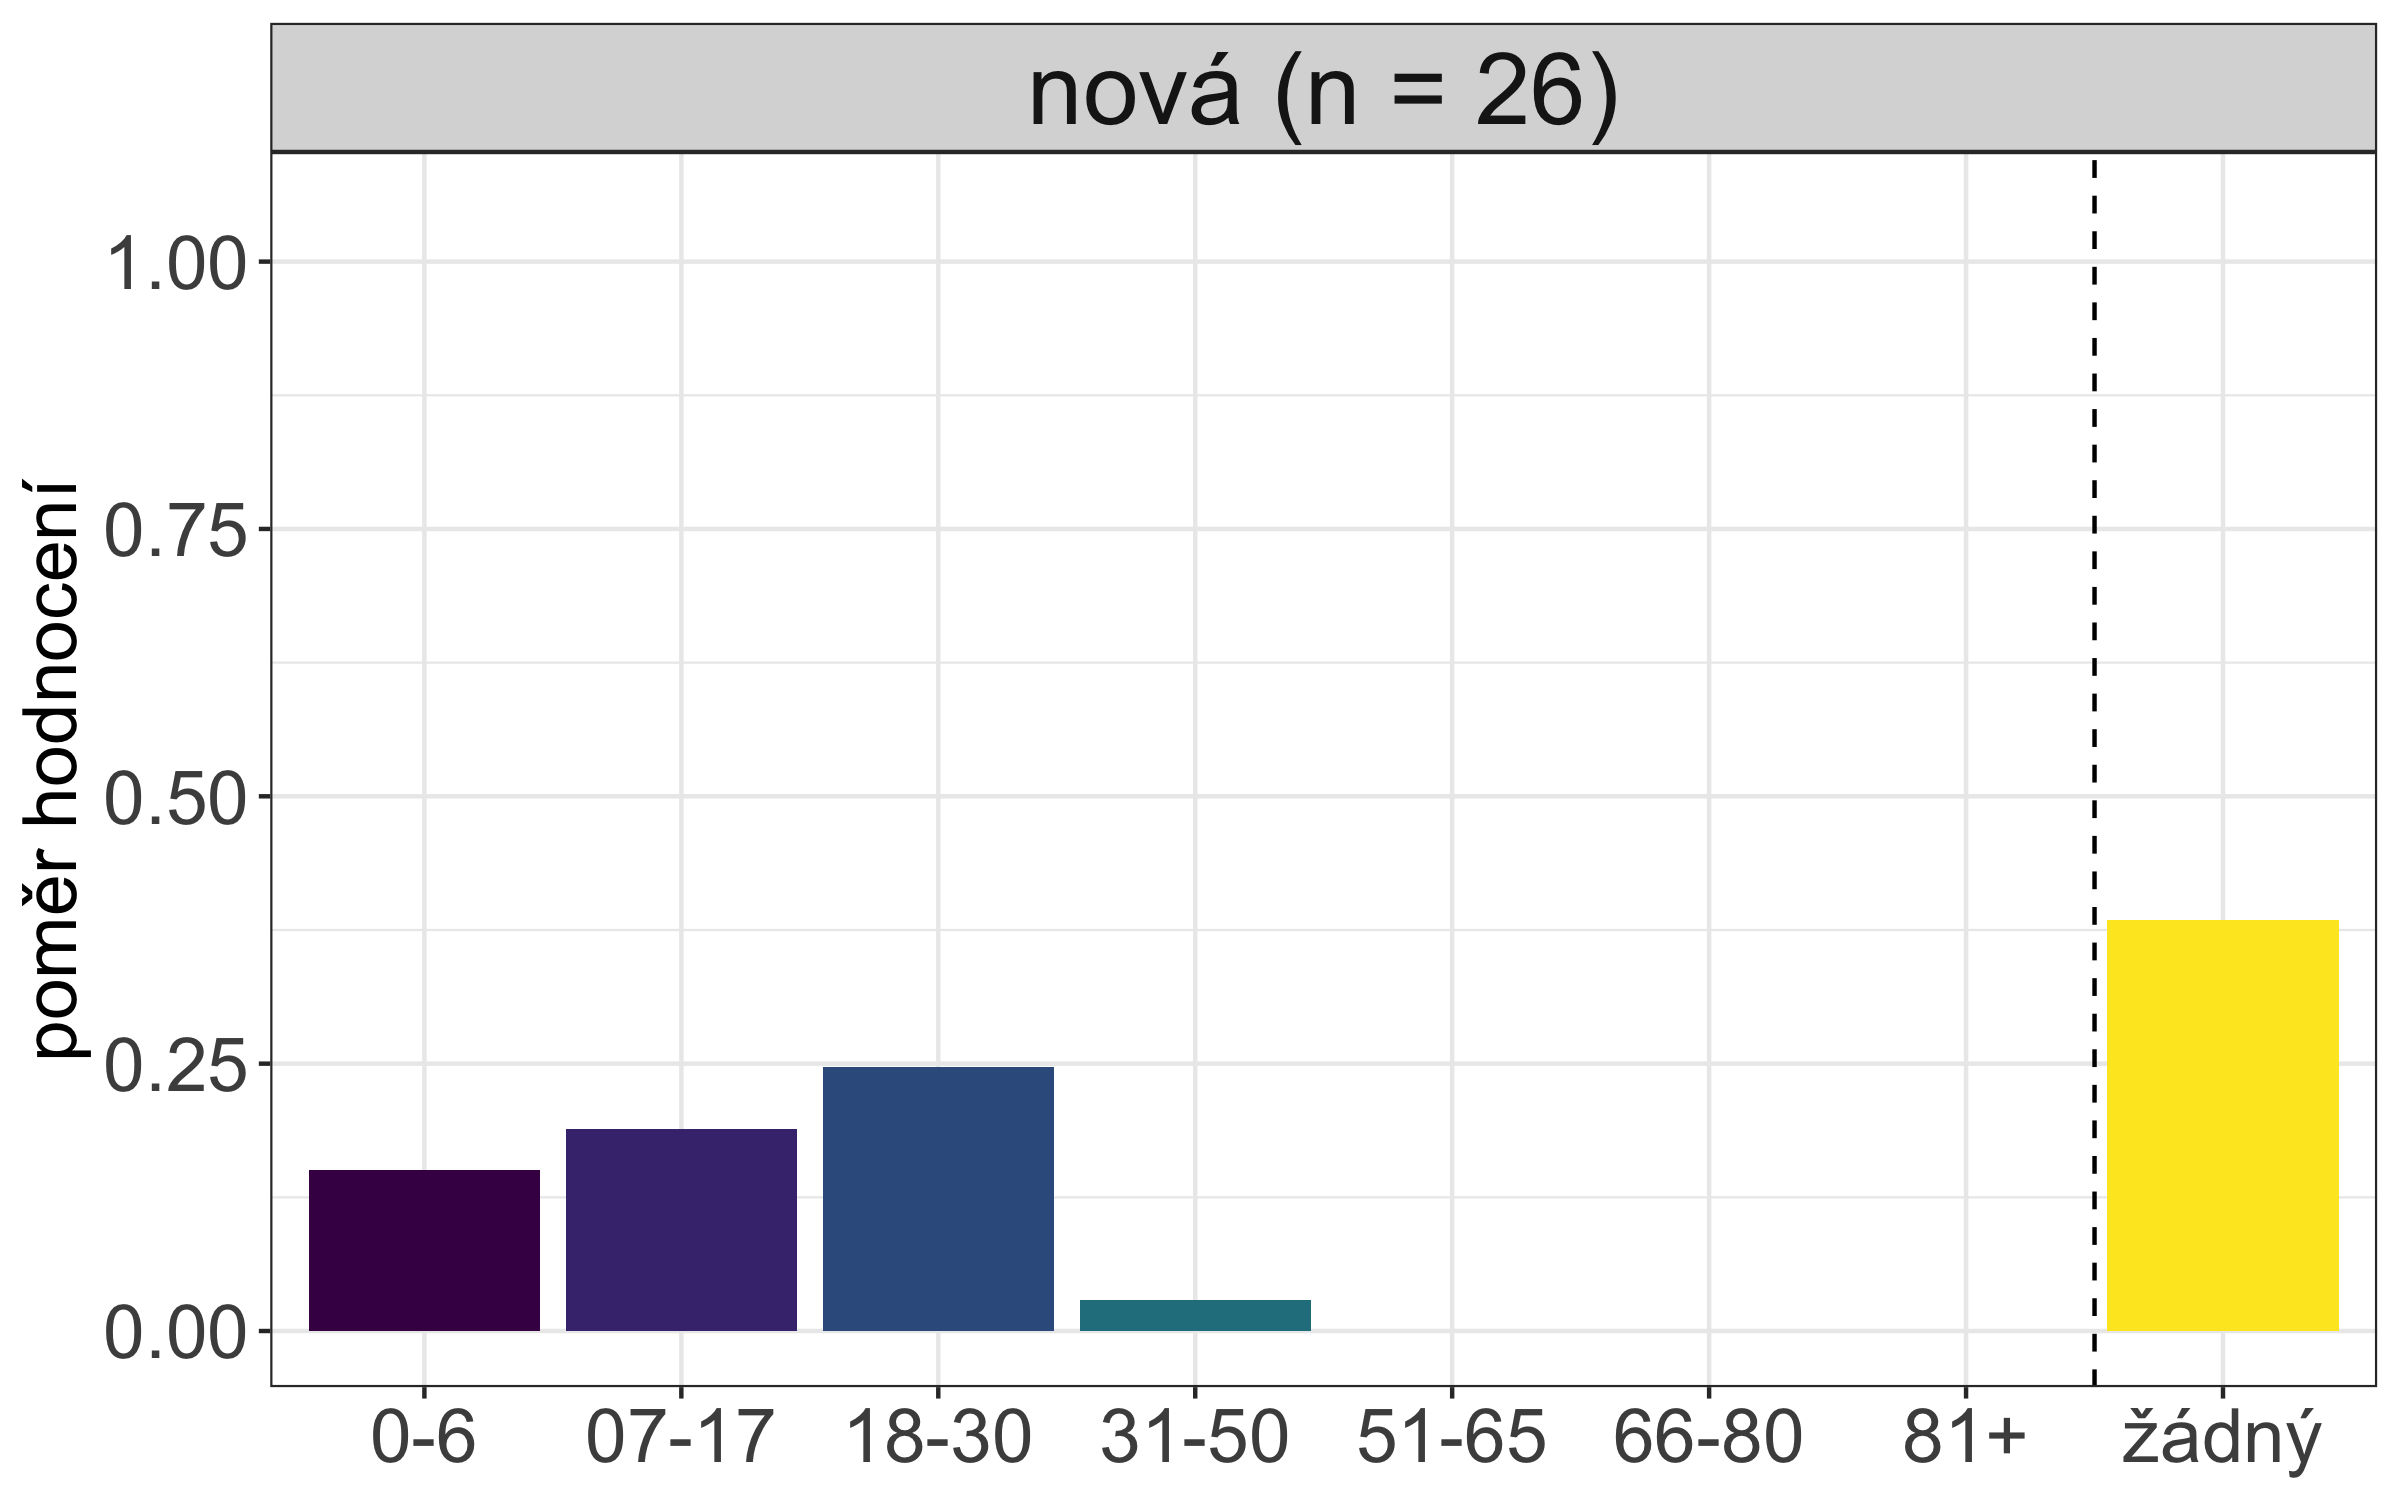 nová (n = 26)
poměr hodnocení
1.00
0.75
0.50
0.25
0.00
0-6 07-17 18-30 31-50 51-65 66-80 81+ žádný